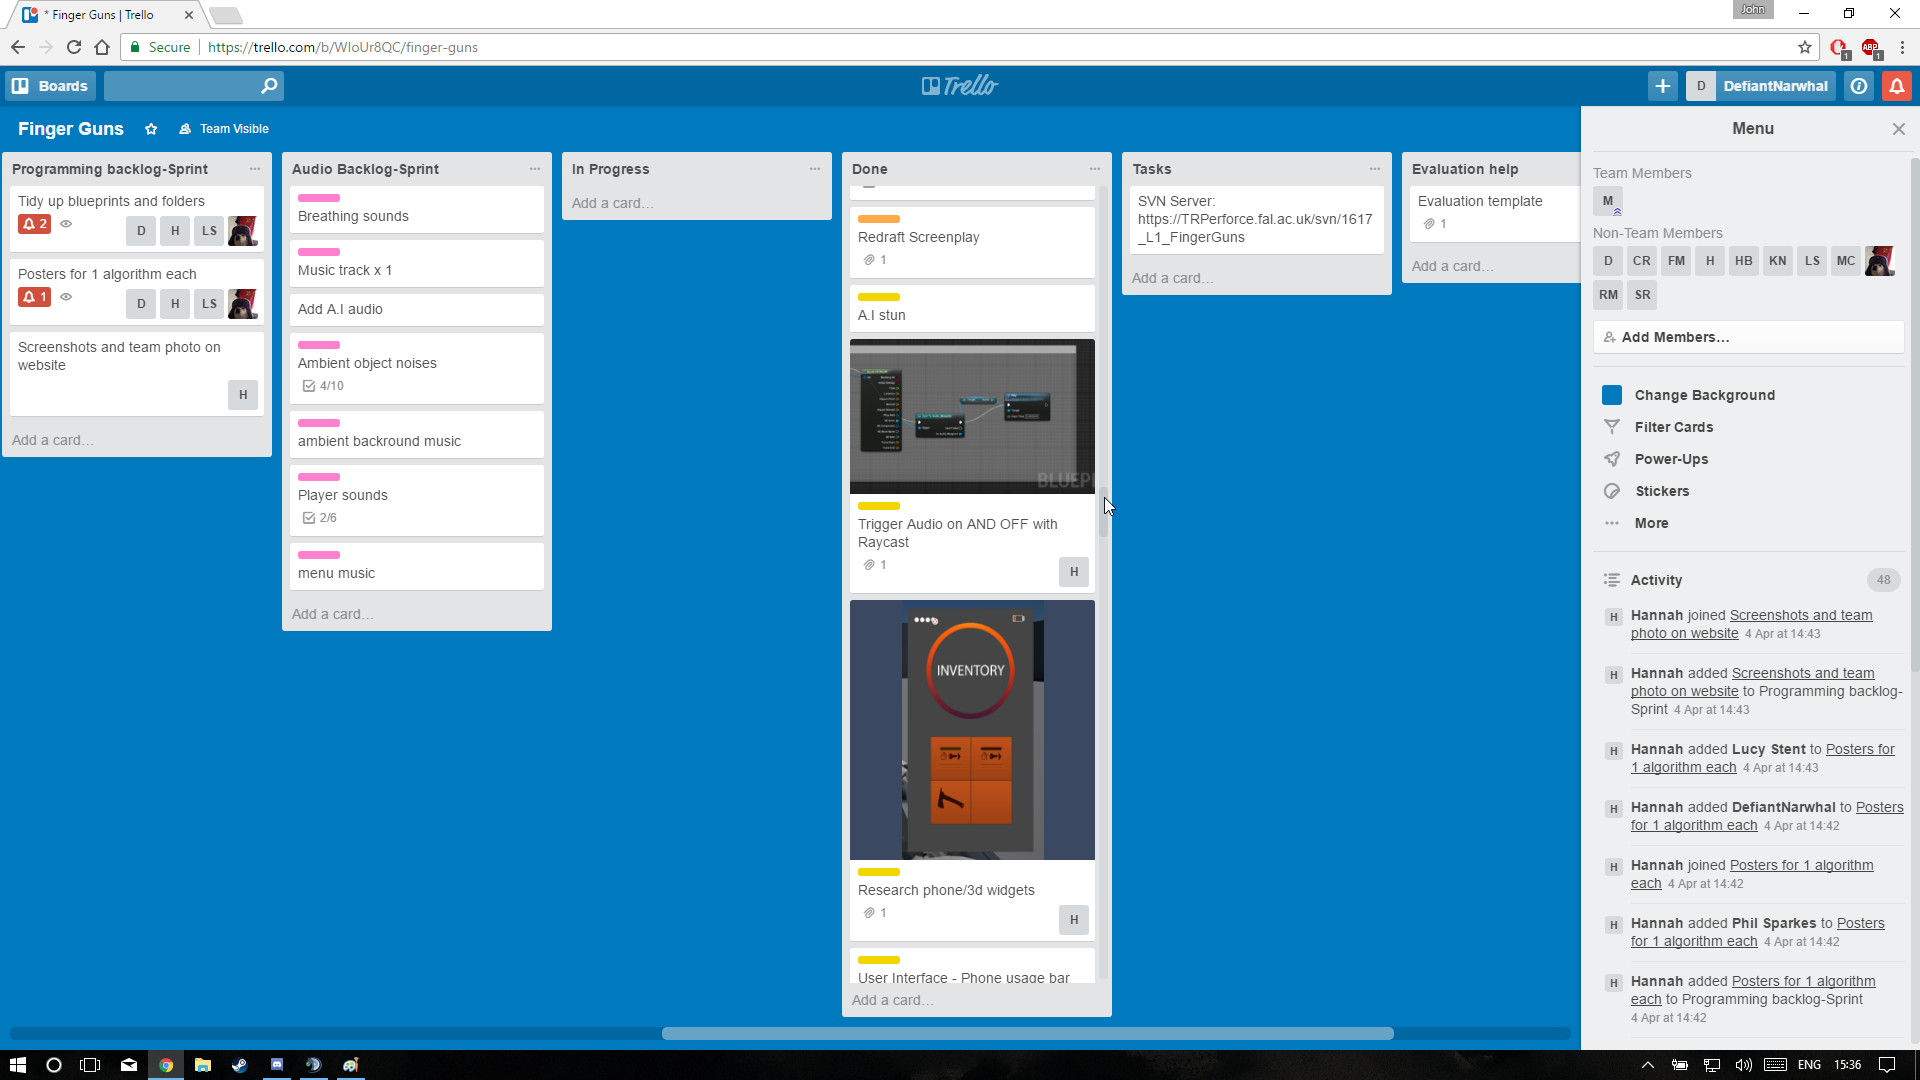 * Finger Guns | Trello
John
Secure
https://trello.com/b/WIoUr8QC/finger-guns
1
ABP
1
Boards
Trello
D
DefiantNarwhal
Finger Guns
Team Visible
Programming backlog-Sprint
Tidy up blueprints and folders
2
D H LS
Posters for 1 algorithm each
1
D H LS
Screenshots and team photo on
website
H
Add a card…
Audio Backlog-Sprint
Breathing sounds
Music track x 1
Add A.I audio
Ambient object noises
4/10
ambient backround music
Player sounds
2/6
menu music
Add a card…
In Progress
Add a card…
Done
Redraft Screenplay
1
A.I stun
BLUEP
Trigger Audio on AND OFF with
Raycast
1
H
INVENTORY
Research phone/3d widgets
1
H
User Interface - Phone usage bar
Add a card…
Tasks
SVN Server:
https://TRPerforce.fal.ac.uk/svn/1617
_L1_FingerGuns
Add a card…
Evaluation help
Evaluation template
1
Add a card…
Menu
Team Members
M
Non-Team Members
D CR FM H HB KN LS MC
RM SR
Add Members…
Change Background
Filter Cards
Power-Ups
Stickers
More
Activity
48
H
Hannah joined Screenshots and team
photo on website 4 Apr at 14:43
H
Hannah added Screenshots and team
photo on website to Programming backlog-
Sprint 4 Apr at 14:43
H
Hannah added Lucy Stent to Posters for
1 algorithm each 4 Apr at 14:43
H
Hannah added DefiantNarwhal to Posters
for 1 algorithm each 4 Apr at 14:42
H
Hannah joined Posters for 1 algorithm
each 4 Apr at 14:42
H
Hannah added Phil Sparkes to Posters
for 1 algorithm each 4 Apr at 14:42
H
Hannah added Posters for 1 algorithm
each to Programming backlog-Sprint
4 Apr at 14:42
ENG
15:36